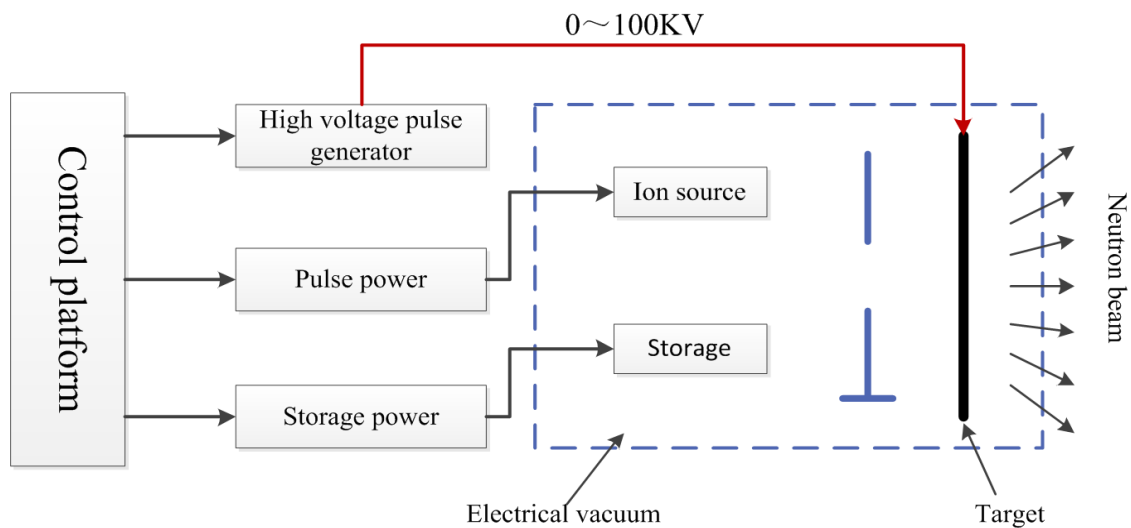 0～100KV
Control platform
High voltage pulse
generator
Ion source
Pulse power
Storage
Storage power
Neutron beam
Electrical vacuum
Target